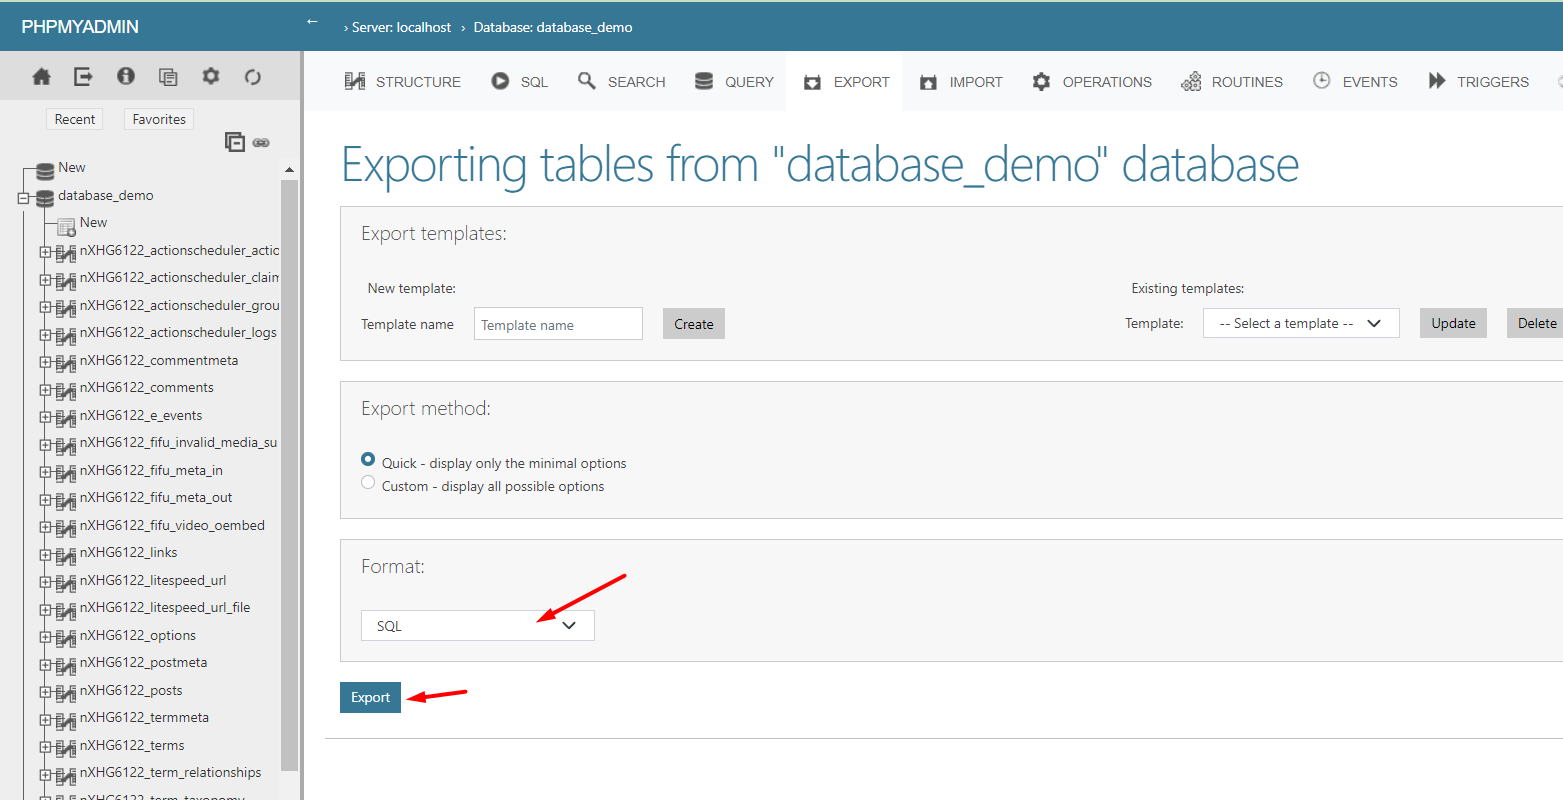 PHPMYADMIN
← › Server: localhost › Database: database_demo
STRUCTURE SQL SEARCH QUERY EXPORT IMPORT OPERATIONS ROUTINES EVENTS TRIGGERS
Recent Favorites
New
database_demo
New
nXHG6122_actionscheduler_actio
nXHG6122_actionscheduler_claim
nXHG6122_actionscheduler_grou
nXHG6122_actionscheduler_logs
nXHG6122_commentmeta
nXHG6122_comments
nXHG6122_e_events
nXHG6122_fifu_invalid_media_su
nXHG6122_fifu_meta_in
nXHG6122_fifu_meta_out
nXHG6122_fifu_video_oembed
nXHG6122_links
nXHG6122_litespeed_url
nXHG6122_litespeed_url_file
nXHG6122_options
nXHG6122_postmeta
nXHG6122_posts
nXHG6122_termmeta
nXHG6122_terms
nXHG6122_term_relationships
nXHG6122_term_taxonomy
Exporting tables from "database_demo" database
Export templates:
New template:
Template name Template name Create
Existing templates:
Template: -- Select a template -- Update Delete
Export method:
Quick - display only the minimal options
Custom - display all possible options
Format:
SQL
Export